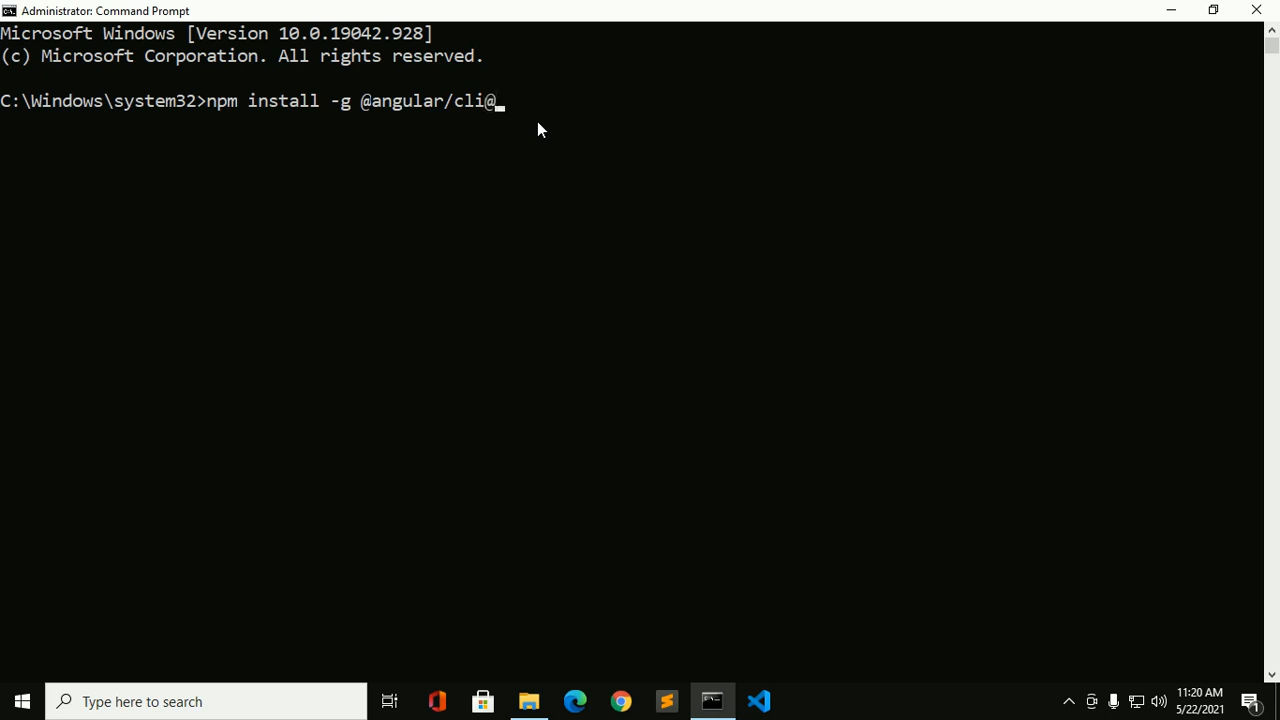 Administrator: Command Prompt
Microsoft Windows [Version 10.0.19042.928]
(c) Microsoft Corporation. All rights reserved.
C:\Windows\system32>npm install -g @angular/cli@
Type here to search
11:20 AM
5/22/2021
1